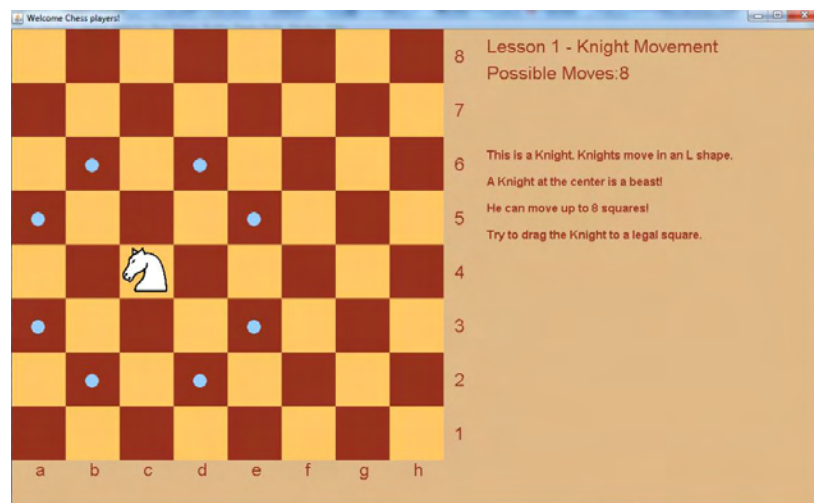 Welcome Chess players!
Lesson 1 - Knight Movement
Possible Moves:8
This is a Knight. Knights move in an L shape.
A Knight at the center is a beast!
He can move up to 8 squares!
Try to drag the Knight to a legal square.
8
7
6
5
4
3
2
1
a b c d e f g h